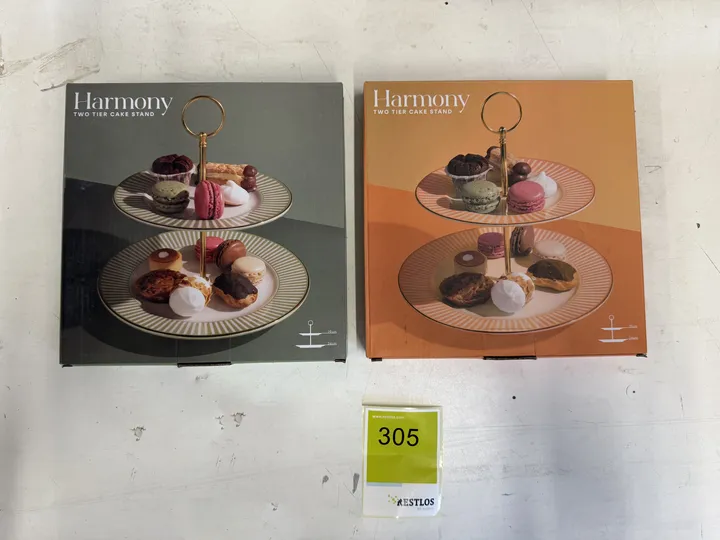 Harmony
TWO TIER CAKE STAND
Harmony
TWO TIER CAKE STAND
305
RESTLOS